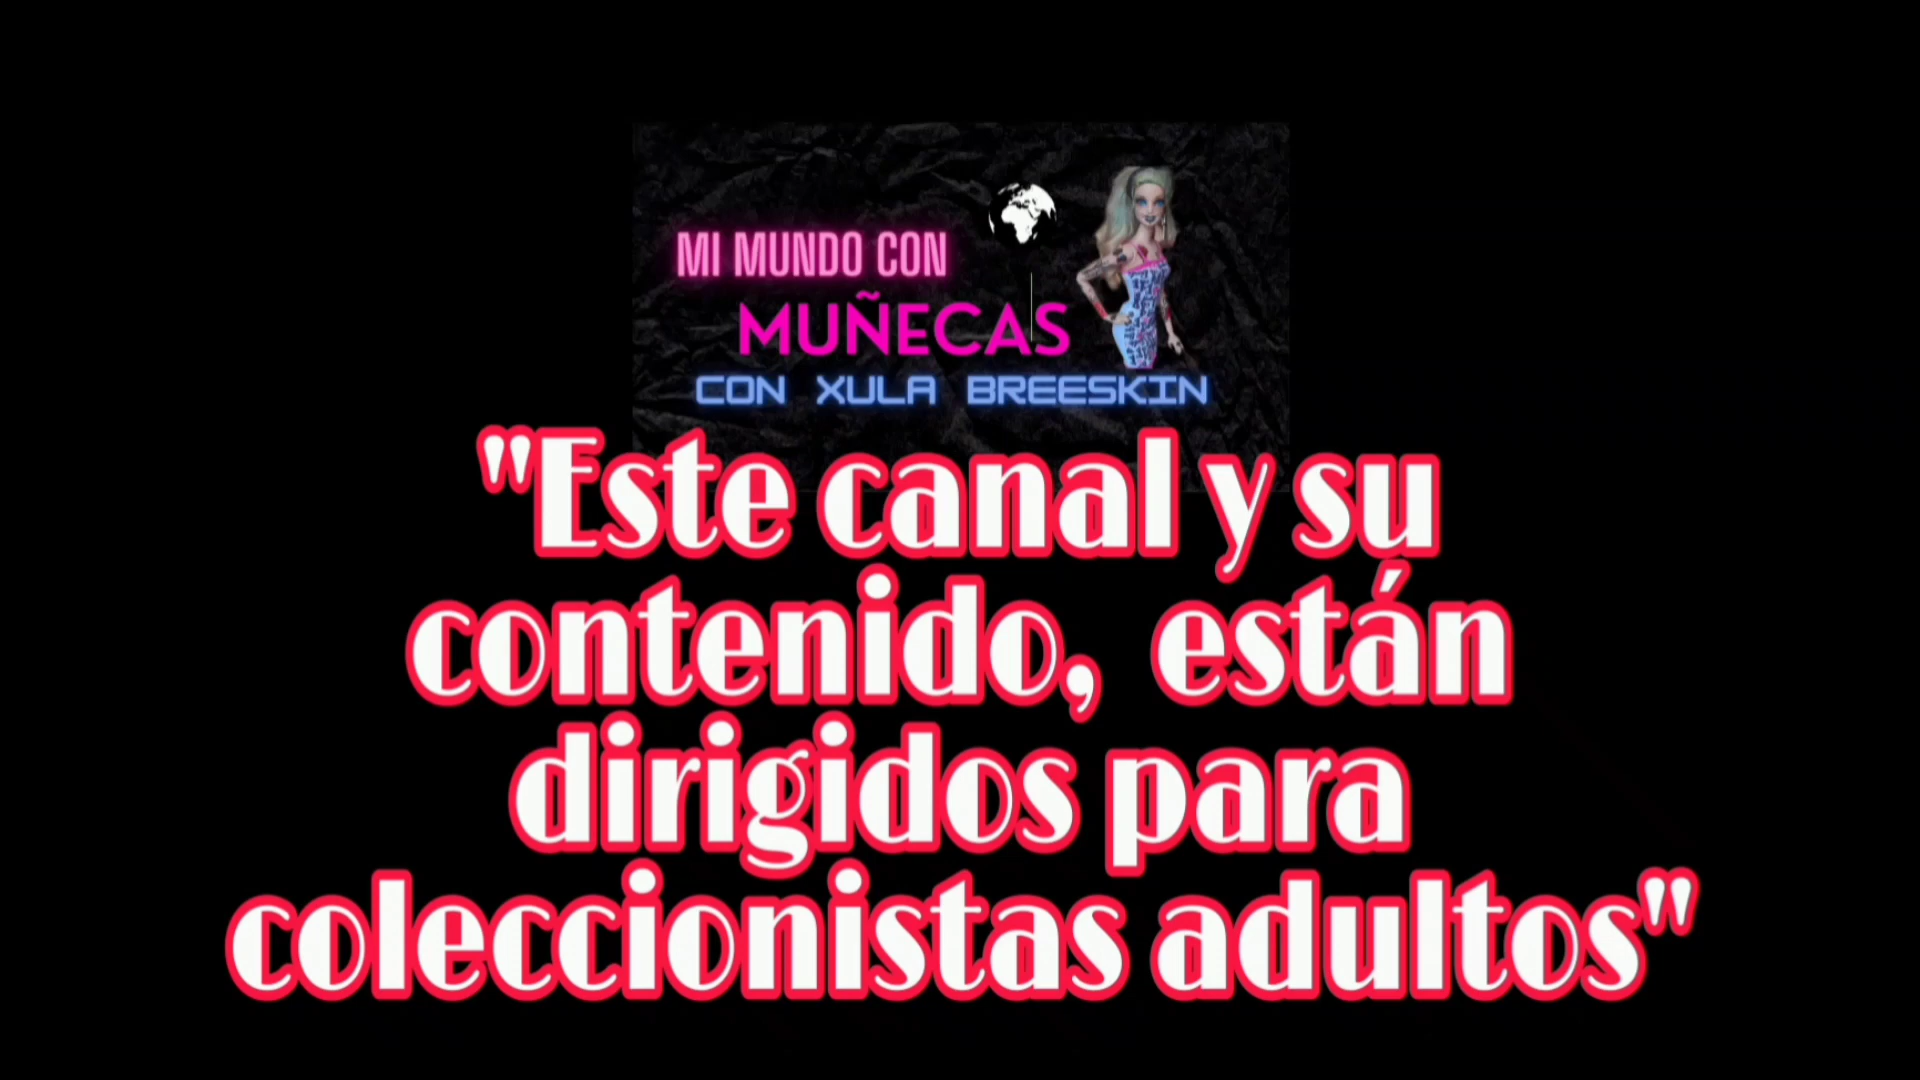 MI MUNDO CON
MUÑECAS
CON XULA BREESKIN
"Este canal y su
contenido, están
dirigidos para
coleccionistas adultos"